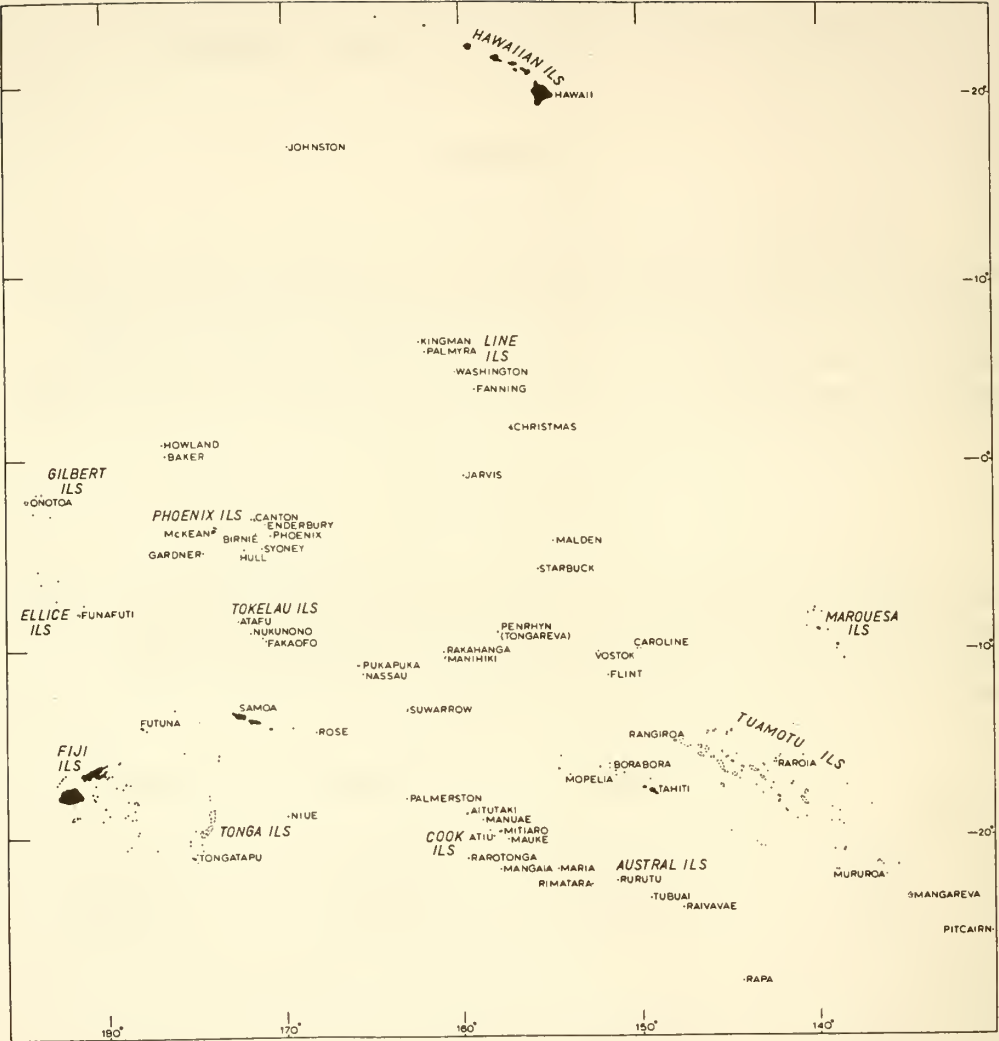 HAWAIIAN ILS
HAWAII
20°
JOHNSTON
10°
KINGMAN
LINE
ILS
PALMYRA
WASHINGTON
FANNING
CHRISTMAS
HOWLAND
BAKER
0°
GILBERT
ILS
JARVIS
ONOTOA
PHOENIX ILS
CANTON
ENDERBURY
McKEAN
BIRNIE
PHOENIX
SYDNEY
GARDNER
HULL
MALDEN
STARBUCK
ELLICE
ILS
FUNAFUTI
TOKELAU ILS
ATAFU
NUKUNONO
FAKAOFO
PENRHYN
(TONGAREVA)
MARQUESA
ILS
RAKAHANGA
MANIHIKI
CAROLINE
VOSTOK
10°
PUKAPUKA
NASSAU
FLINT
SAMOA
SUWARROW
FUTUNA
ROSE
TUAMOTU ILS
RANGIROA
FIJI
ILS
BORABORA
RAROIA
MOPELIA
TAHITI
PALMERSTON
NIUE
AITUTAKI
MANUAE
TONGA ILS
COOK
ILS
ATIU
MITIARO
MAUKE
20°
TONGATAPU
RAROTONGA
MANGAIA
MARIA
AUSTRAL ILS
RIMATARA
RURUTU
MURUROA
TUBUAI
RAIVAVAE
MANGAREVA
PITCAIRN
RAPA
180°
170°
160°
150°
140°